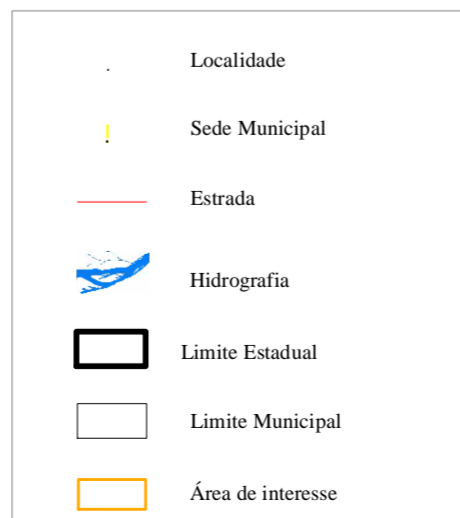 Localidade
Sede Municipal
Estrada
Hidrografia
Limite Estadual
Limite Municipal
Área de interesse